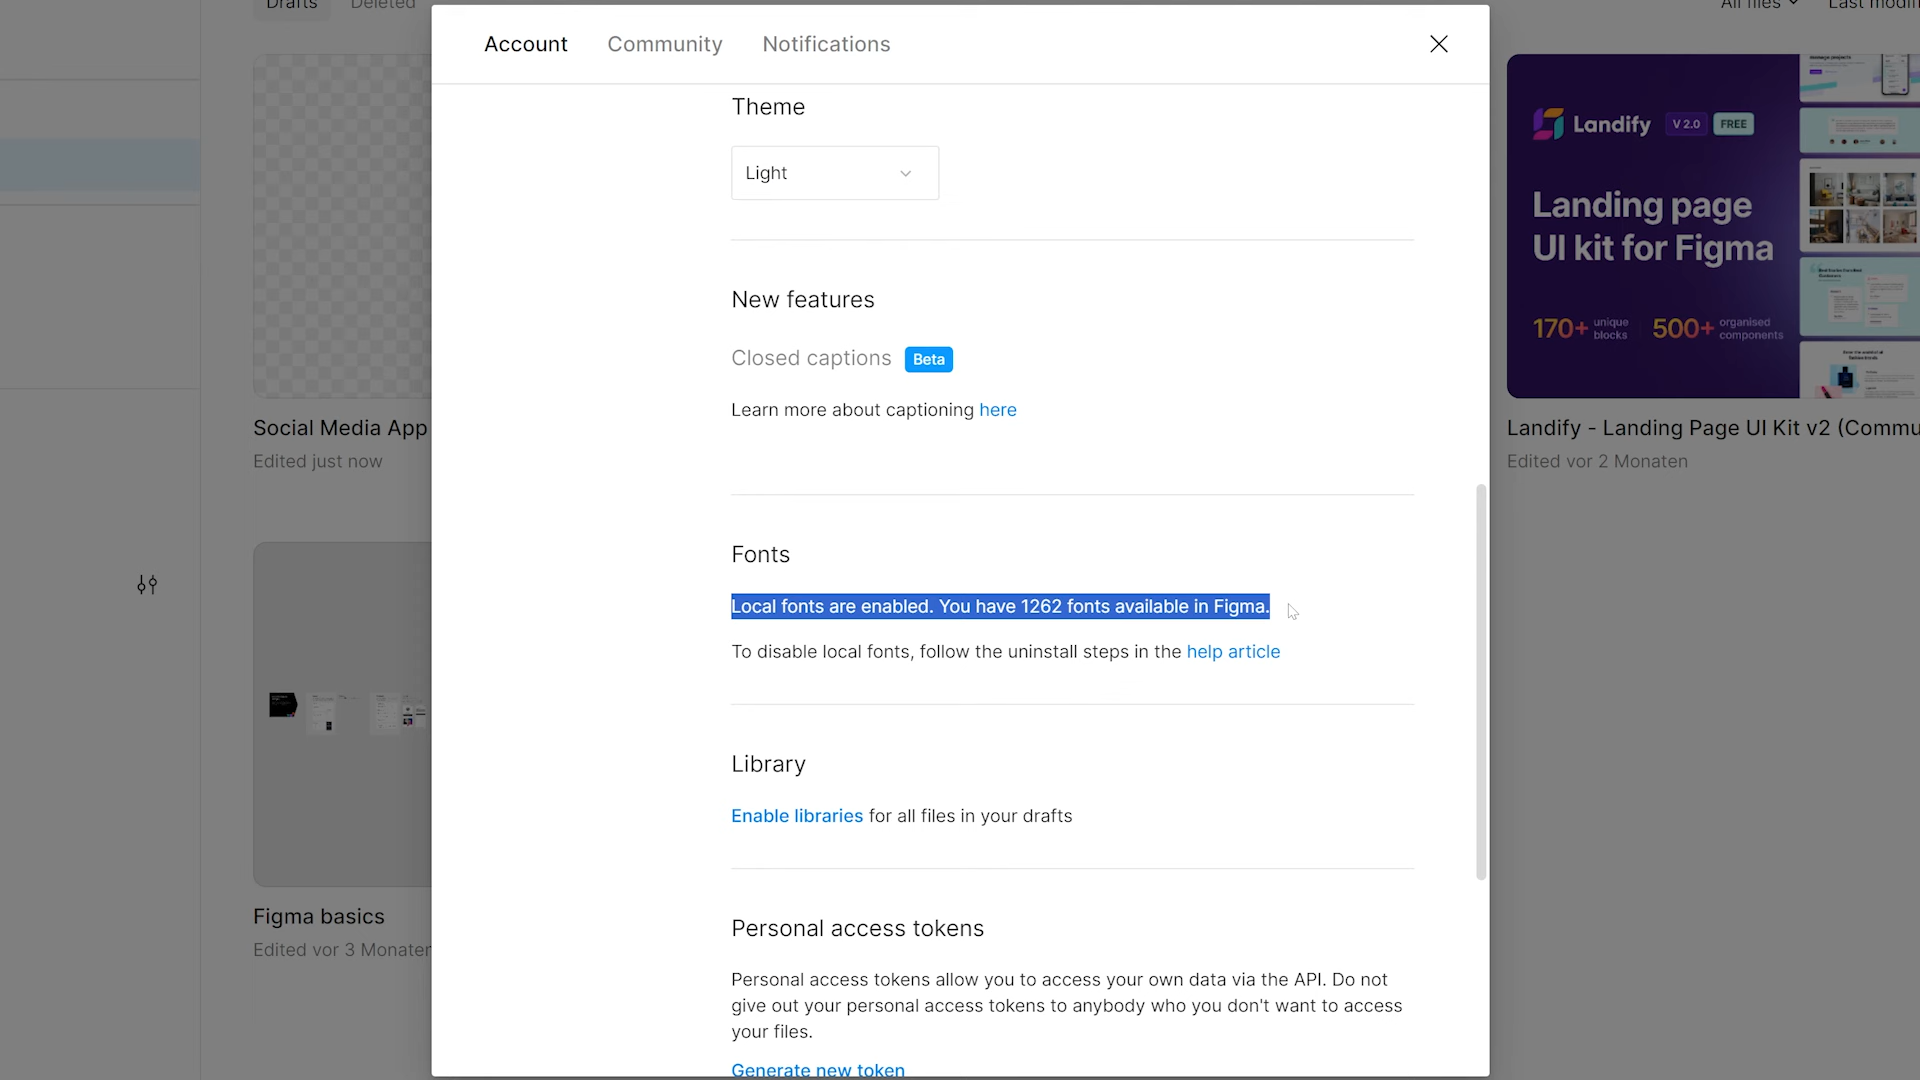 Drafts
Deleted
All files
Last modifi
Account
Community
Notifications
Theme
Light
New features
Closed captions
Beta
Learn more about captioning here
Fonts
Local fonts are enabled. You have 1262 fonts available in Figma.
To disable local fonts, follow the uninstall steps in the help article
Library
Enable libraries for all files in your drafts
Personal access tokens
Personal access tokens allow you to access your own data via the API. Do not
give out your personal access tokens to anybody who you don't want to access
your files.
Generate new token
Social Media App
Edited just now
Figma basics
Edited vor 3 Monaten
Landify
V 2.0
FREE
Landing page
UI kit for Figma
170+ unique
blocks
500+ organised
components
Landify - Landing Page UI Kit v2 (Commu
Edited vor 2 Monaten